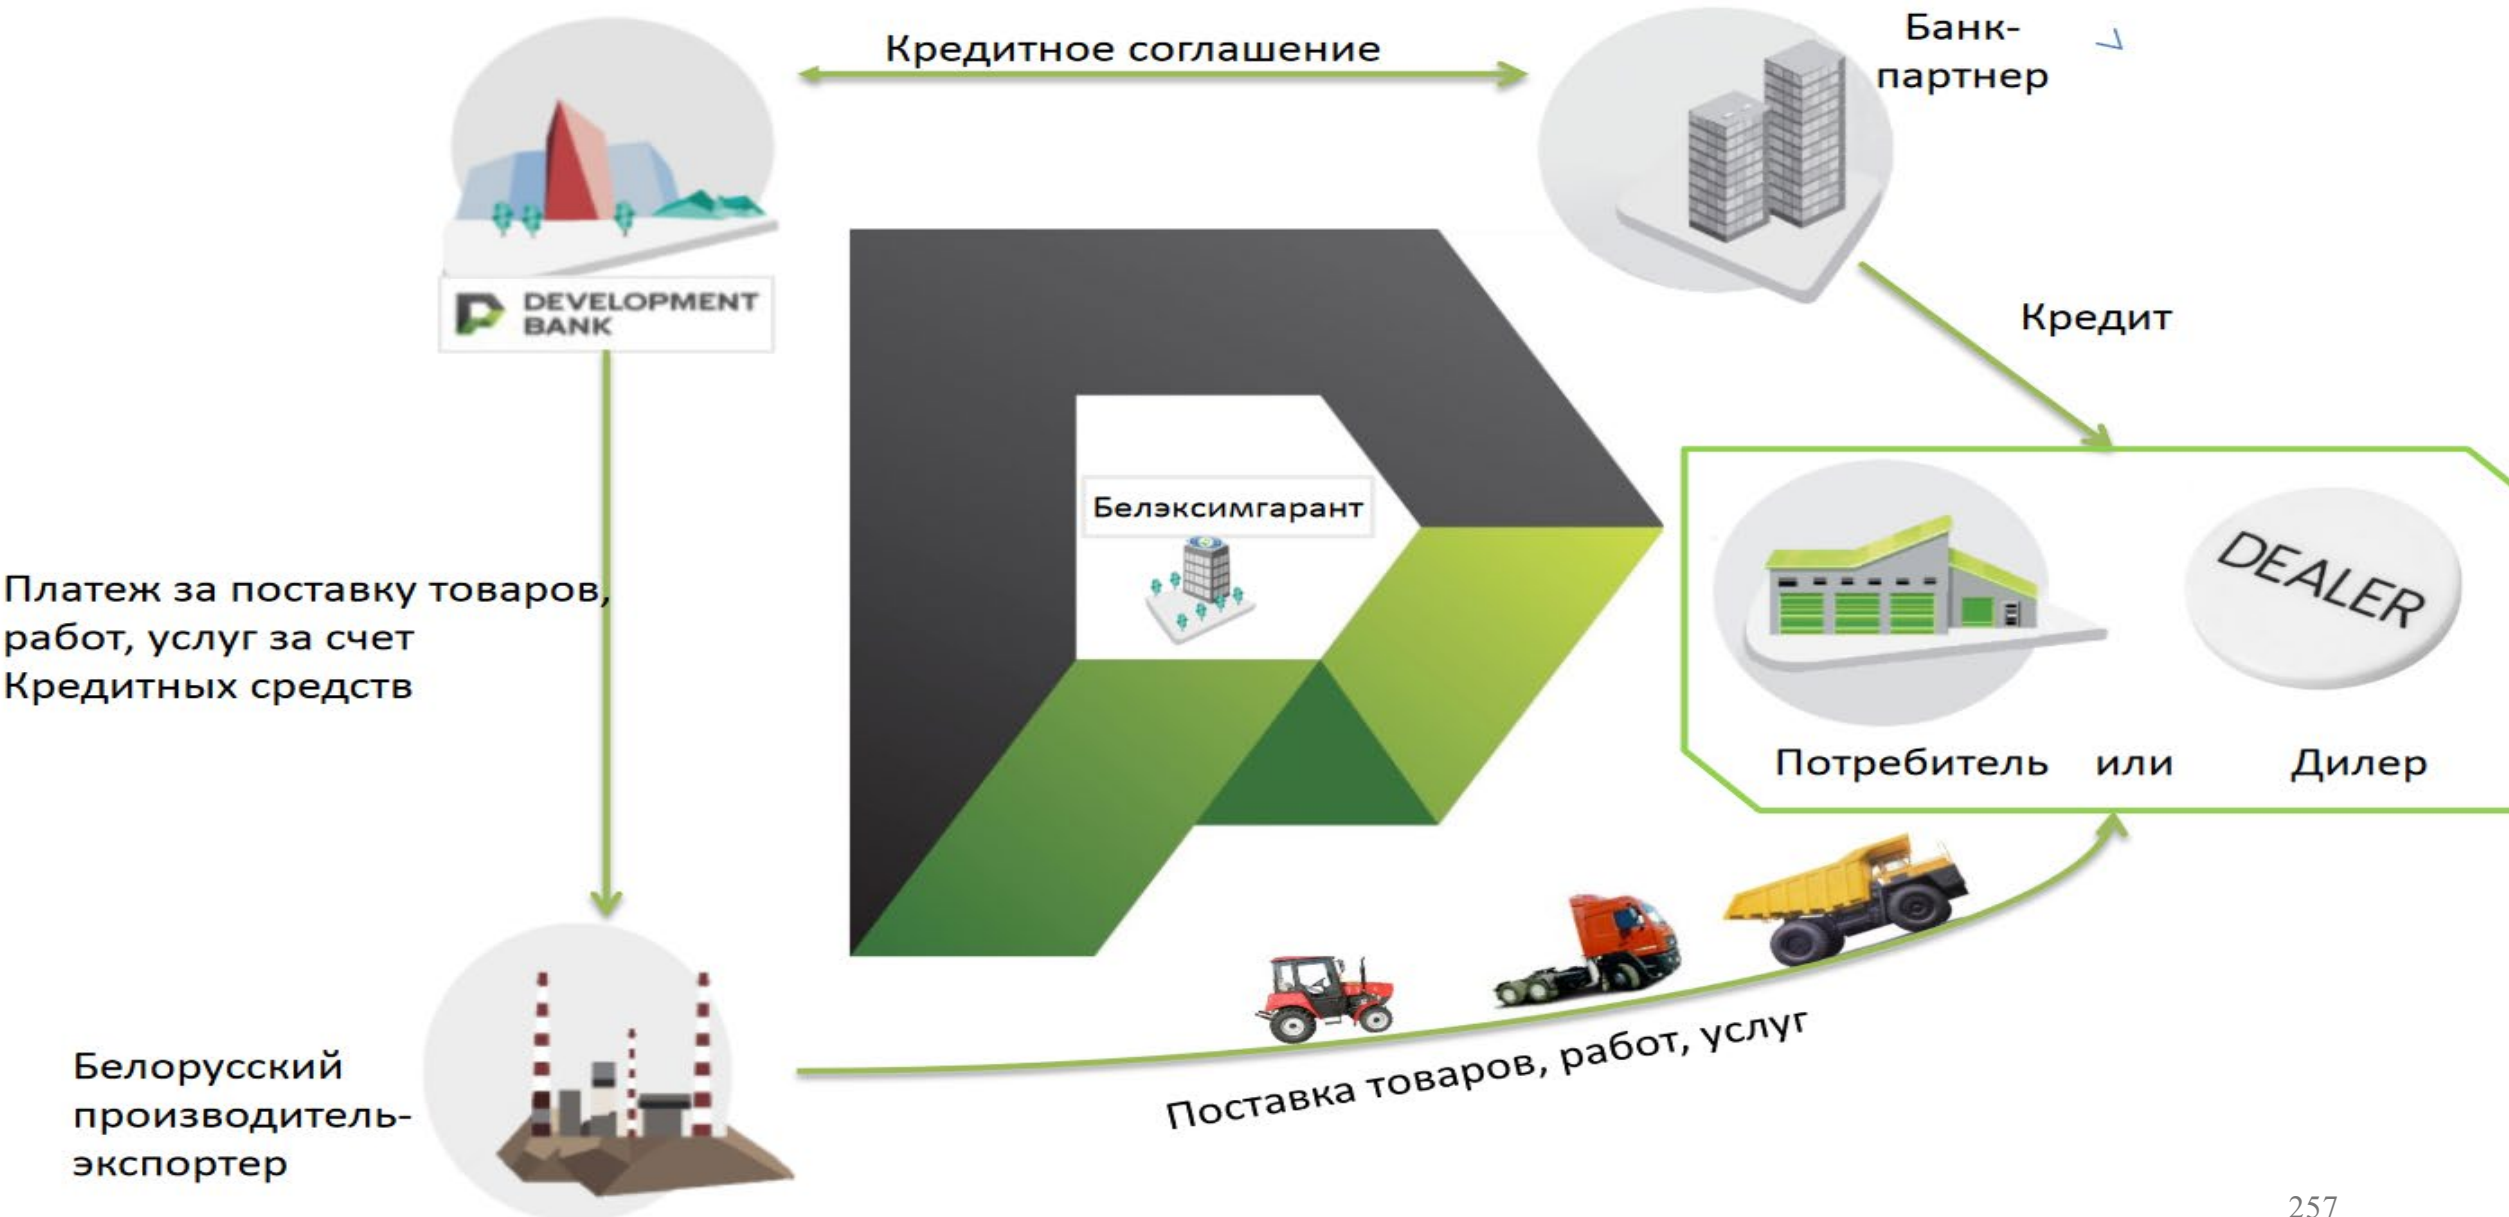 Кредитное соглашение
Банк-
партнер
DEVELOPMENT
BANK
Кредит
Белэксимгарант
DEALER
Платеж за поставку товаров,
работ, услуг за счет
Кредитных средств
Потребитель или Дилер
Белорусский
производитель-
экспортер
Поставка товаров, работ, услуг
257